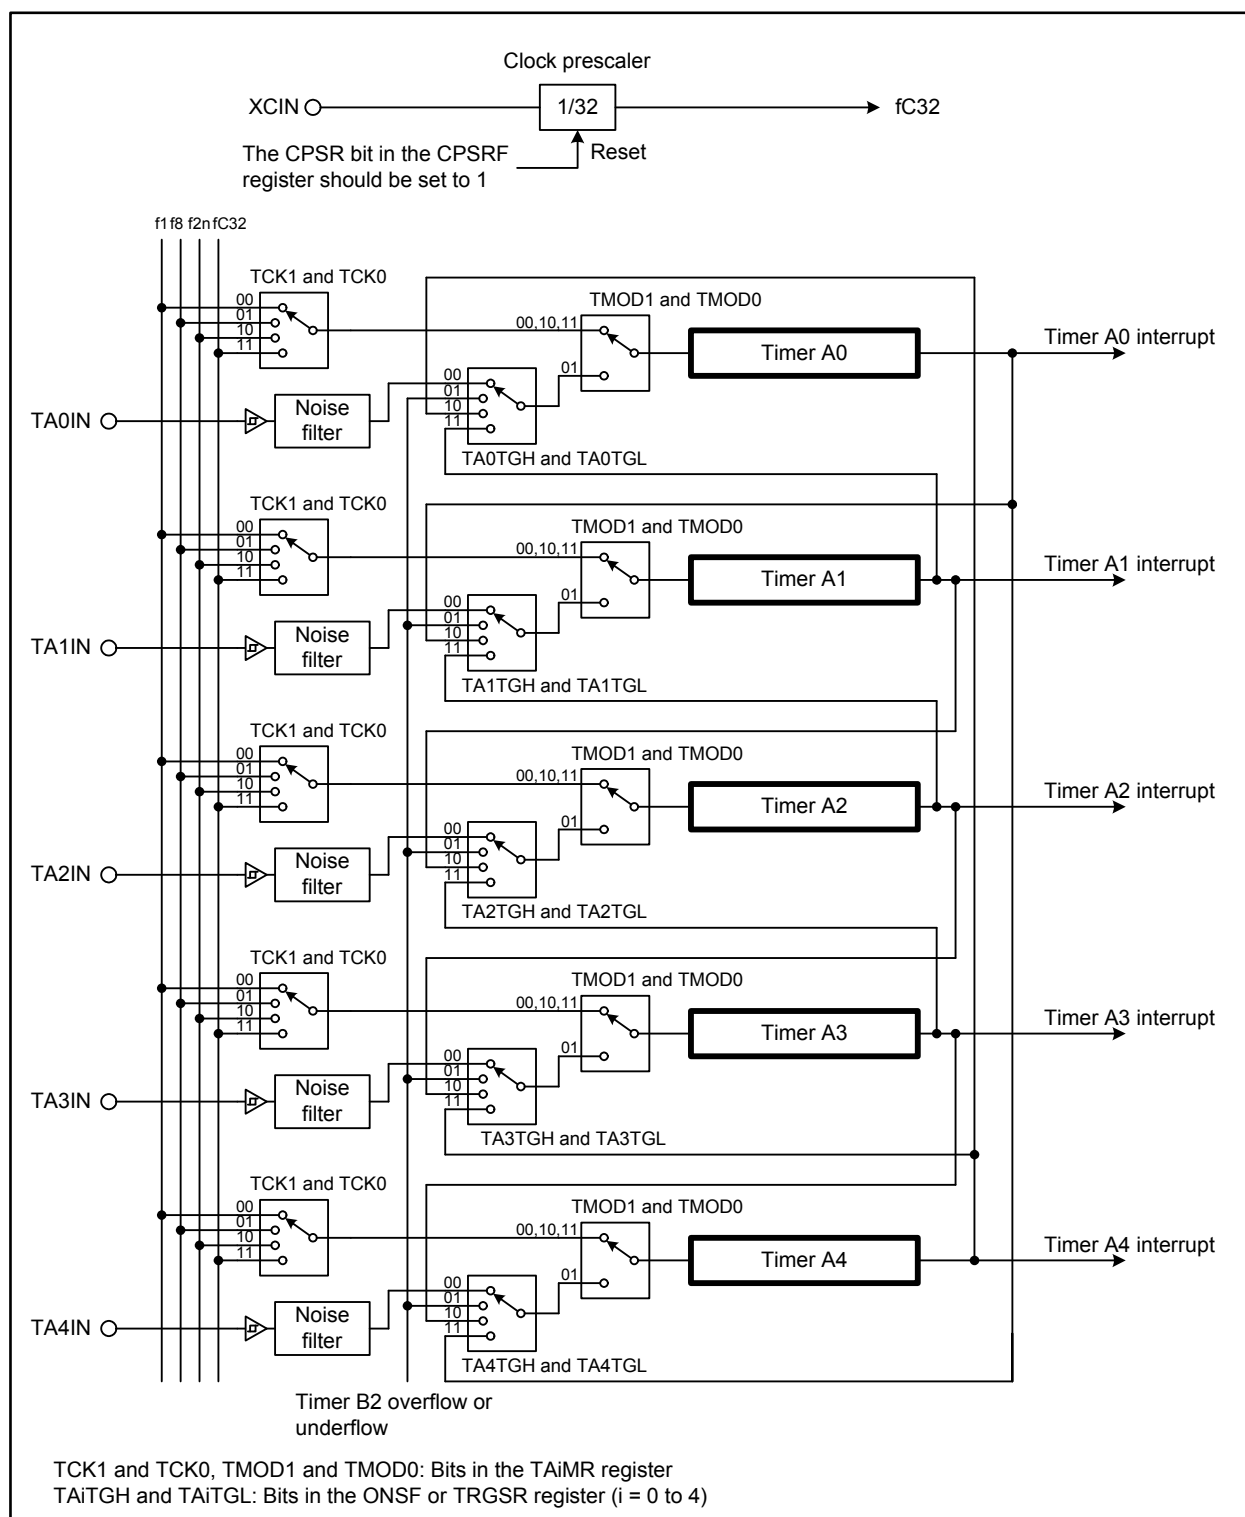 Clock prescaler
XCIN
1/32
fC32
The CPSR bit in the CPSRF
register should be set to 1
Reset
f1 f8 f2n fC32
TCK1 and TCK0
00
01
10
11
TMOD1 and TMOD0
00,10,11
01
Timer A0
Timer A0 interrupt
TA0IN
Noise
filter
00
01
10
11
TA0TGH and TA0TGL
TCK1 and TCK0
00
01
10
11
TMOD1 and TMOD0
00,10,11
01
Timer A1
Timer A1 interrupt
TA1IN
Noise
filter
00
01
10
11
TA1TGH and TA1TGL
TCK1 and TCK0
00
01
10
11
TMOD1 and TMOD0
00,10,11
01
Timer A2
Timer A2 interrupt
TA2IN
Noise
filter
00
01
10
11
TA2TGH and TA2TGL
TCK1 and TCK0
00
01
10
11
TMOD1 and TMOD0
00,10,11
01
Timer A3
Timer A3 interrupt
TA3IN
Noise
filter
00
01
10
11
TA3TGH and TA3TGL
TCK1 and TCK0
00
01
10
11
TMOD1 and TMOD0
00,10,11
01
Timer A4
Timer A4 interrupt
TA4IN
Noise
filter
00
01
10
11
TA4TGH and TA4TGL
Timer B2 overflow or
underflow
TCK1 and TCK0, TMOD1 and TMOD0: Bits in the TAiMR register
TAiTGH and TAiTGL: Bits in the ONSF or TRGSR register (i = 0 to 4)